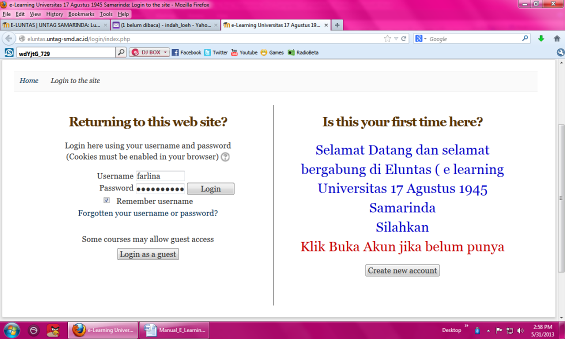 e-Learning Universitas 17 Agustus 1945 Samarinda: Login to the site - Mozilla Firefox
File Edit View History Bookmarks Tools Help
E-LUNTAS | UNTAG SAMARINDA: Lu...
(1 belum dibaca) - indah_loeh - Yaho...
e-Learning Universitas 17 Agustus 19...
eluntas.untag-smd.ac.id/login/index.php
Google
wdYjtG_729
DJ BOX
Facebook
Twitter
Youtube
Games
RadioBeta
Home
Login to the site
Returning to this web site?
Login here using your username and password
(Cookies must be enabled in your browser)
Username farlina
Password
Login
Remember username
Forgotten your username or password?
Some courses may allow guest access
Login as a guest
Is this your first time here?
Selamat Datang dan selamat
bergabung di Eluntas ( e learning
Universitas 17 Agustus 1945
Samarinda
Silahkan
Klik Buka Akun jika belum punya
Create new account
e-Learning Univer...
Manual_E_Learnin...
Desktop
2:58 PM
5/31/2013